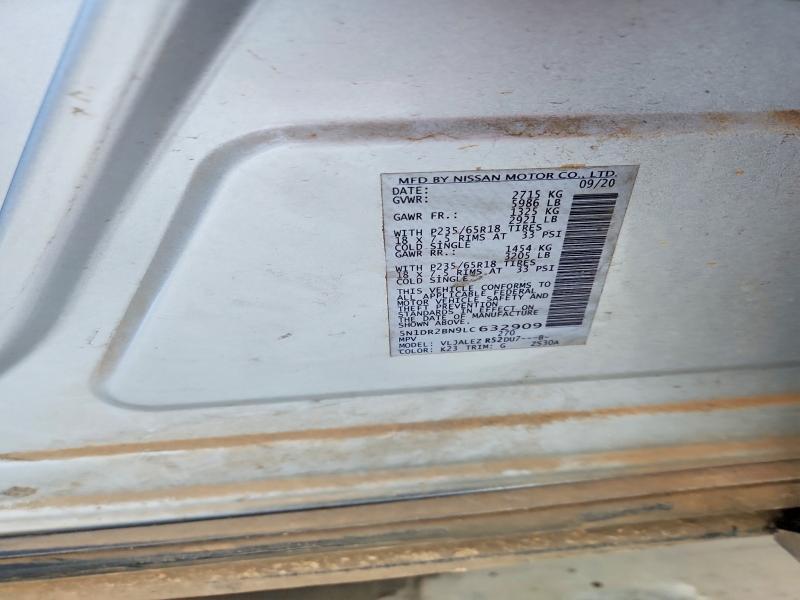 MFD BY NISSAN MOTOR CO., LTD.
DATE: 09/20
GVWR: 2715 KG
5986 LB
GAWR FR.: 1325 KG
2921 LB
WITH P235/65R18 TIRES
18 X 7.5 RIMS AT 33 PSI
COLD SINGLE
GAWR RR.: 1454 KG
3205 LB
WITH P235/65R18 TIRES
18 X 7.5 RIMS AT 33 PSI
COLD SINGLE
THIS VEHICLE CONFORMS TO
ALL APPLICABLE FEDERAL
MOTOR VEHICLE SAFETY AND
THEFT PREVENTION
STANDARDS IN EFFECT ON
THE DATE OF MANUFACTURE
SHOWN ABOVE.
5N1DR2BN9LC632909
MPV 270
MODEL: VLJALEZ RS2DU7---B-
COLOR: K23 TRIM: G ZS30A